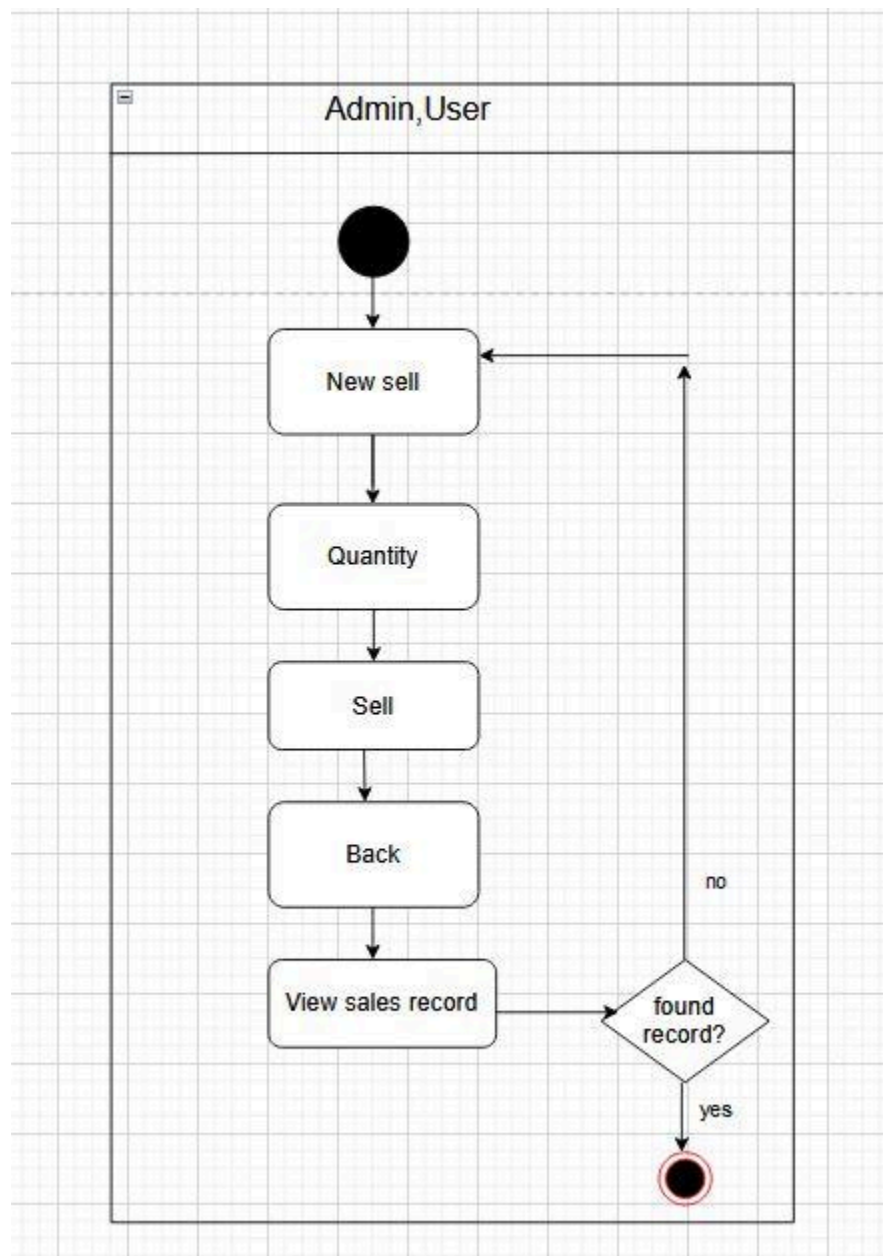 Admin,User
New sell
Quantity
Sell
Back
no
View sales record
found
record?
yes